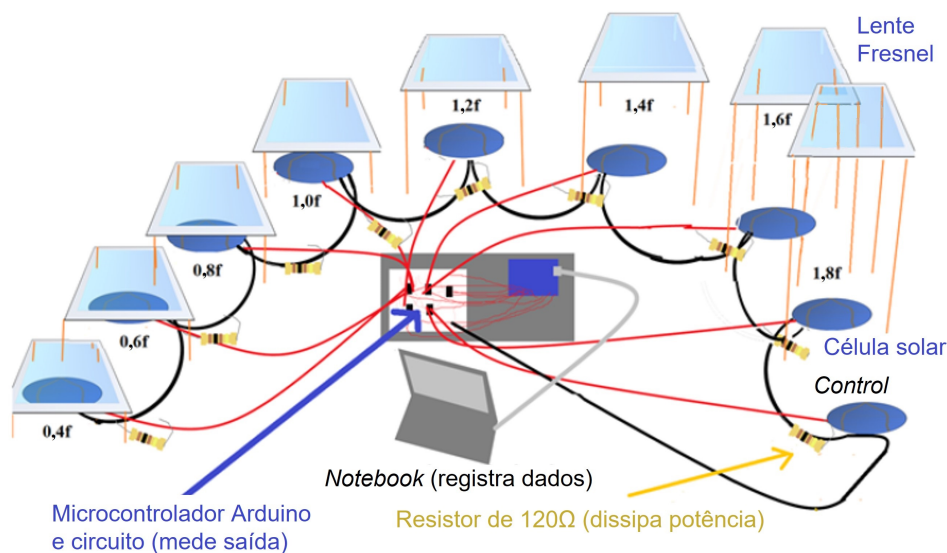 Lente
Fresnel
1,2f
1,4f
1,6f
1,0f
0,8f
1,8f
0,6f
Célula solar
Control
0,4f
Notebook (registra dados)
Microcontrolador Arduino
e circuito (mede saída)
Resistor de 120Ω (dissipa potência)